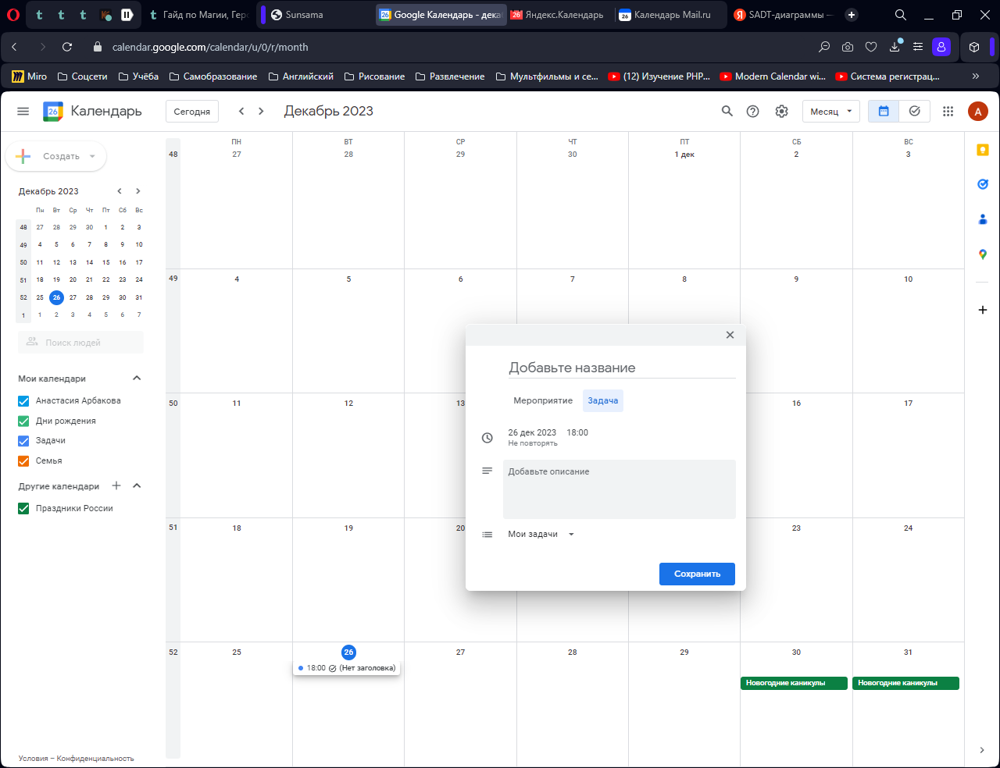 Гайд по Магии, Геро
Sunsama
26 Google Календарь - дека
26 Яндекс.Календарь
26 Календарь Mail.ru
SADT-диаграммы —
calendar.google.com/calendar/u/0/r/month
Miro Соцсети Учёба Самообразование Английский Рисование Развлечение Мультфильмы и се... (12) Изучение PHP... Modern Calendar wi... Система регистрац...
26 Календарь Сегодня Декабрь 2023 Месяц А
Создать
Декабрь 2023
Пн Вт Ср Чт Пт Сб Вс
48 27 28 29 30 1 2 3
49 4 5 6 7 8 9 10
50 11 12 13 14 15 16 17
51 18 19 20 21 22 23 24
52 25 26 27 28 29 30 31
1 1 2 3 4 5 6 7
Поиск людей
Мои календари
Анастасия Арбакова
Дни рождения
Задачи
Семья
Другие календари
Праздники России
Условия – Конфиденциальность
ПН ВТ СР ЧТ ПТ СБ ВС
48 27 28 29 30 1 дек 2 3
49 4 5 6 7 8 9 10
50 11 12 13 16 17
51 18 19 20 23 24
52 25 26 27 28 29 30 31
18:00 (Нет заголовка)
Новогодние каникулы Новогодние каникулы
Добавьте название
Мероприятие Задача
26 дек 2023 18:00
Не повторять
Добавьте описание
Мои задачи
Сохранить